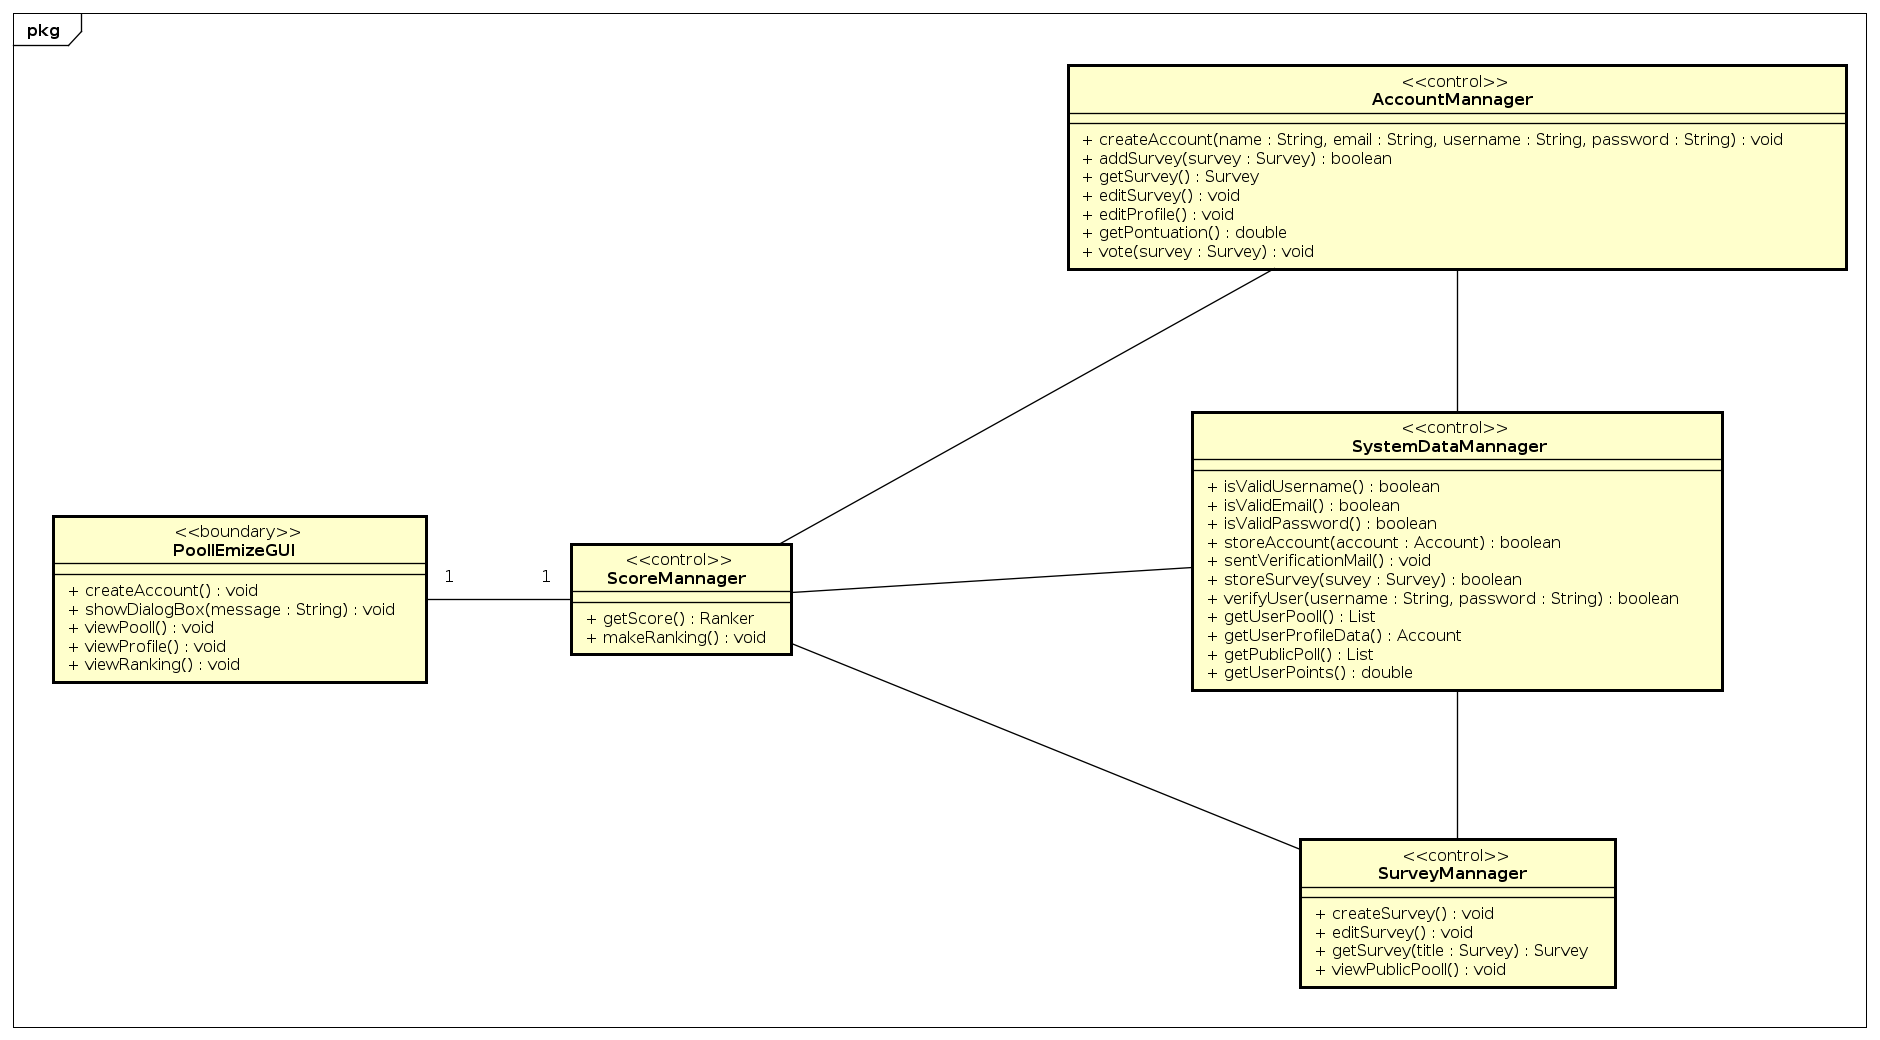 pkg
<<control>>
AccountMannager
+ createAccount(name : String, email : String, username : String, password : String) : void
+ addSurvey(survey : Survey) : boolean
+ getSurvey() : Survey
+ editSurvey() : void
+ editProfile() : void
+ getPontuation() : double
+ vote(survey : Survey) : void
<<control>>
SystemDataMannager
+ isValidUsername() : boolean
+ isValidEmail() : boolean
+ isValidPassword() : boolean
+ storeAccount(account : Account) : boolean
+ sentVerificationMail() : void
+ storeSurvey(suvey : Survey) : boolean
+ verifyUser(username : String, password : String) : boolean
+ getUserPooll() : List
+ getUserProfileData() : Account
+ getPublicPoll() : List
+ getUserPoints() : double
<<boundary>>
PoollEmizeGUI
+ createAccount() : void
+ showDialogBox(message : String) : void
+ viewPooll() : void
+ viewProfile() : void
+ viewRanking() : void
1 1
<<control>>
ScoreMannager
+ getScore() : Ranker
+ makeRanking() : void
<<control>>
SurveyMannager
+ createSurvey() : void
+ editSurvey() : void
+ getSurvey(title : Survey) : Survey
+ viewPublicPooll() : void